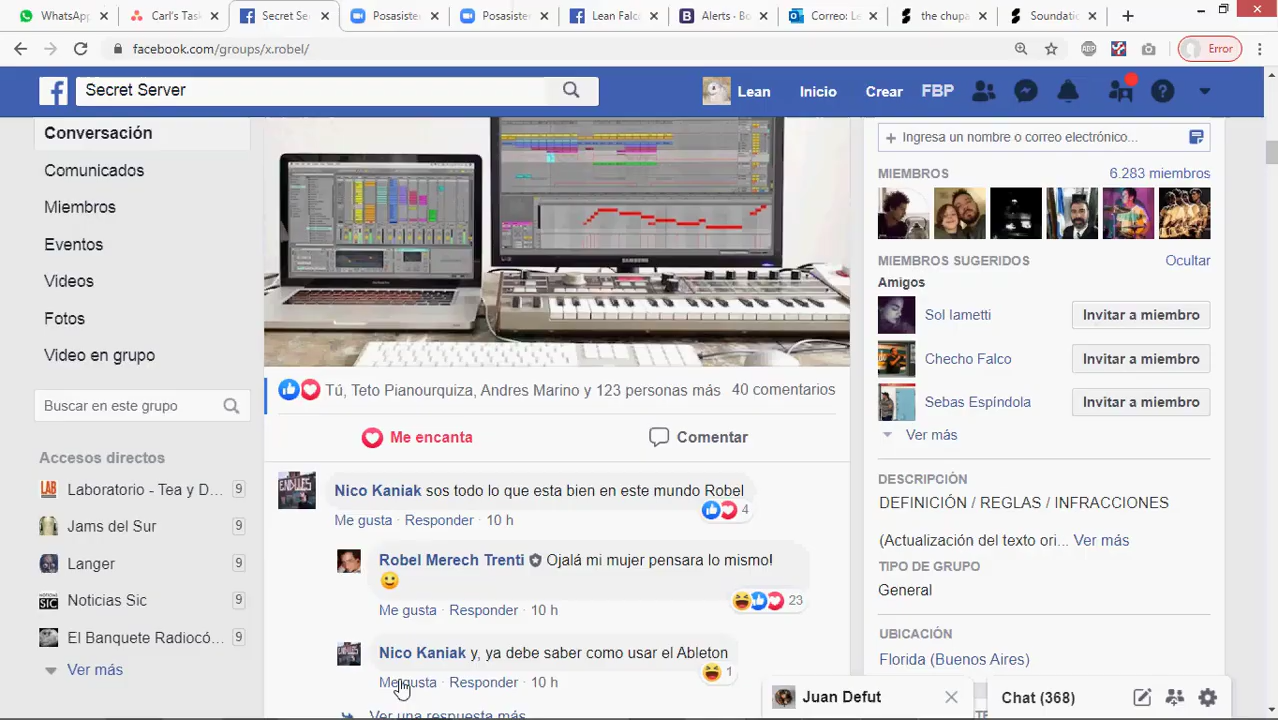 WhatsApp
Carl's Task
Secret Ser
Posasiste
Posasiste
Lean Falc
Alerts - Bo
Correo: Le
the chupa
Soundatio
facebook.com/groups/x.robel/
Error
Secret Server
Lean
Inicio
Crear
FBP
Conversación
Comunicados
Miembros
Eventos
Videos
Fotos
Video en grupo
Buscar en este grupo
Accesos directos
Laboratorio - Tea y D... 9
Jams del Sur 9
Langer 9
Noticias Sic 9
El Banquete Radiocó... 9
Ver más
SAMSUNG
Tú, Teto Pianourquiza, Andres Marino y 123 personas más 40 comentarios
Me encanta
Comentar
Nico Kaniak sos todo lo que esta bien en este mundo Robel
4
Me gusta · Responder · 10 h
Robel Merech Trenti Ojalá mi mujer pensara lo mismo!
23
Me gusta · Responder · 10 h
Nico Kaniak y, ya debe saber como usar el Ableton
1
Me gusta · Responder · 10 h
Ver una respuesta más
Ingresa un nombre o correo electrónico...
MIEMBROS 6.283 miembros
MIEMBROS SUGERIDOS Ocultar
Amigos
Sol Iametti Invitar a miembro
Checho Falco Invitar a miembro
Sebas Espíndola Invitar a miembro
Ver más
DESCRIPCIÓN
DEFINICIÓN / REGLAS / INFRACCIONES
(Actualización del texto ori... Ver más
TIPO DE GRUPO
General
UBICACIÓN
Florida (Buenos Aires)
Juan Defut
Chat (368)